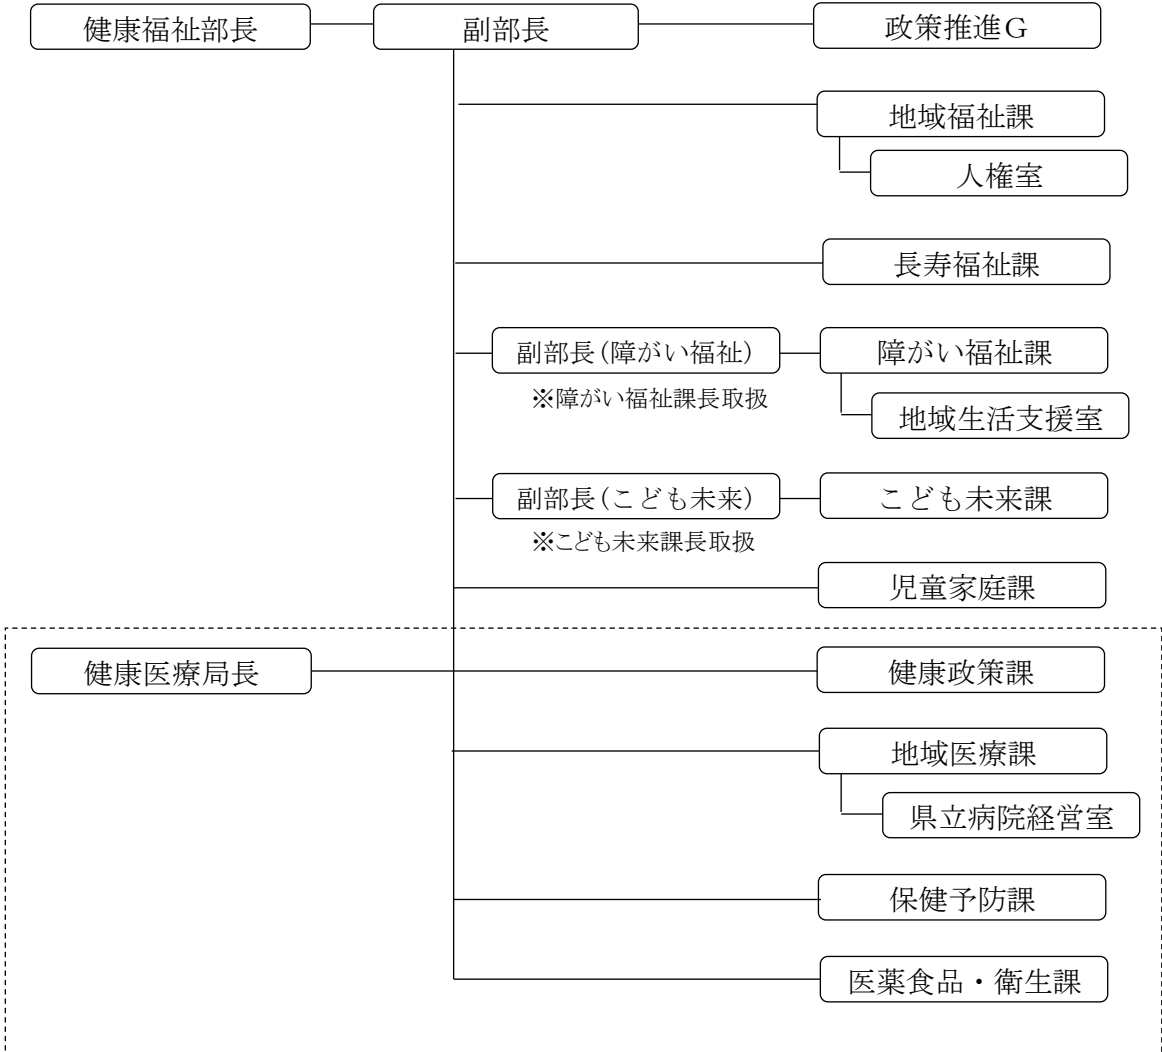 健康福祉部長
副部長
政策推進G
地域福祉課
人権室
長寿福祉課
副部長(障がい福祉)
障がい福祉課
※障がい福祉課長取扱
地域生活支援室
副部長(こども未来)
こども未来課
※こども未来課長取扱
児童家庭課
健康医療局長
健康政策課
地域医療課
県立病院経営室
保健予防課
医薬食品・衛生課